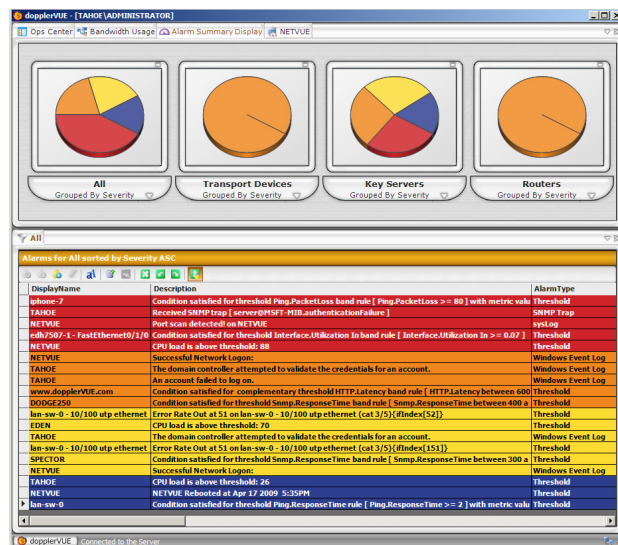 dopplerVUE - [TAHOE\ADMINISTRATOR]
Ops Center Bandwidth Usage Alarm Summary Display NETVUE
All Transport Devices Key Servers Routers
Grouped By Severity Grouped By Severity Grouped By Severity Grouped By Severity
All
Alarms for All sorted by Severity ASC
DisplayName Description AlarmType
iphone-7 Condition satisfied for threshold Ping.PacketLoss band rule [ Ping.PacketLoss >= 80 ] with metric valu Threshold
TAHOE Received SNMP trap [ server@MSFT-MIB.authenticationFailure ] SNMP Trap
NETVUE Port scan detected! on NETVUE sysLog
edh7507-1 - FastEthernet0/1/0 Condition satisfied for threshold Interface.Utilization In band rule [ Interface.Utilization In >= 0.07 ] Threshold
NETVUE CPU load is above threshold: 88 Threshold
NETVUE Successful Network Logon: Windows Event Log
TAHOE The domain controller attempted to validate the credentials for an account. Windows Event Log
TAHOE An account failed to log on. Windows Event Log
www.dopplerVUE.com Condition satisfied for complementary threshold HTTP.Latency band rule [ HTTP.Latency between 600 Threshold
DODGE250 Condition satisfied for threshold Snmp.ResponseTime band rule [ Snmp.ResponseTime between 400 a Threshold
lan-sw-0 - 10/100 utp ethernet Error Rate Out at 51 on lan-sw-0 - 10/100 utp ethernet (cat 3/5){ifIndex[52]} Threshold
EDEN CPU load is above threshold: 70 Threshold
TAHOE The domain controller attempted to validate the credentials for an account. Windows Event Log
lan-sw-0 - 10/100 utp ethernet Error Rate Out at 51 on lan-sw-0 - 10/100 utp ethernet (cat 3/5){ifIndex[151]} Threshold
SPECTOR Condition satisfied for threshold Snmp.ResponseTime band rule [ Snmp.ResponseTime between 300 a Threshold
NETVUE Successful Network Logon: Windows Event Log
TAHOE CPU load is above threshold: 26 Threshold
NETVUE NETVUE Rebooted at Apr 17 2009 5:35PM Threshold
lan-sw-0 Condition satisfied for threshold Ping.ResponseTime rule [ Ping.ResponseTime >= 2 ] with metric valu Threshold
dopplerVUE Connected to the Server